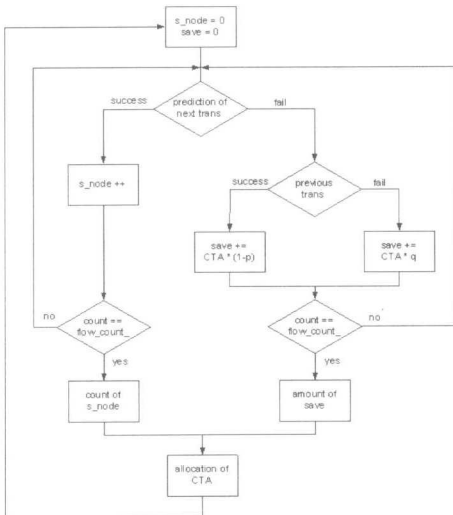 s_node = 0
save = 0
prediction of
next trans
success
fail
s_node ++
previous
trans
success
fail
save +=
CTA * (1-p)
save +=
CTA * q
count ==
flow_count_
no
yes
count ==
flow_count_
no
yes
count of
s_node
amount of
save
allocation of
CTA